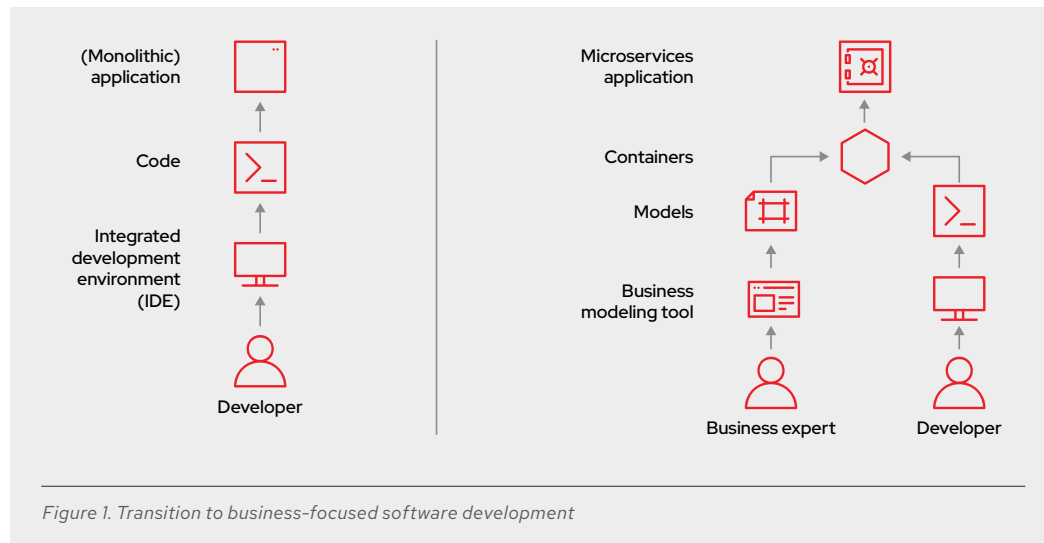 (Monolithic)
application
Code
Integrated
development
environment
(IDE)
Developer
Microservices
application
Containers
Models
Business
modeling tool
Business expert
Developer
Figure 1. Transition to business-focused software development